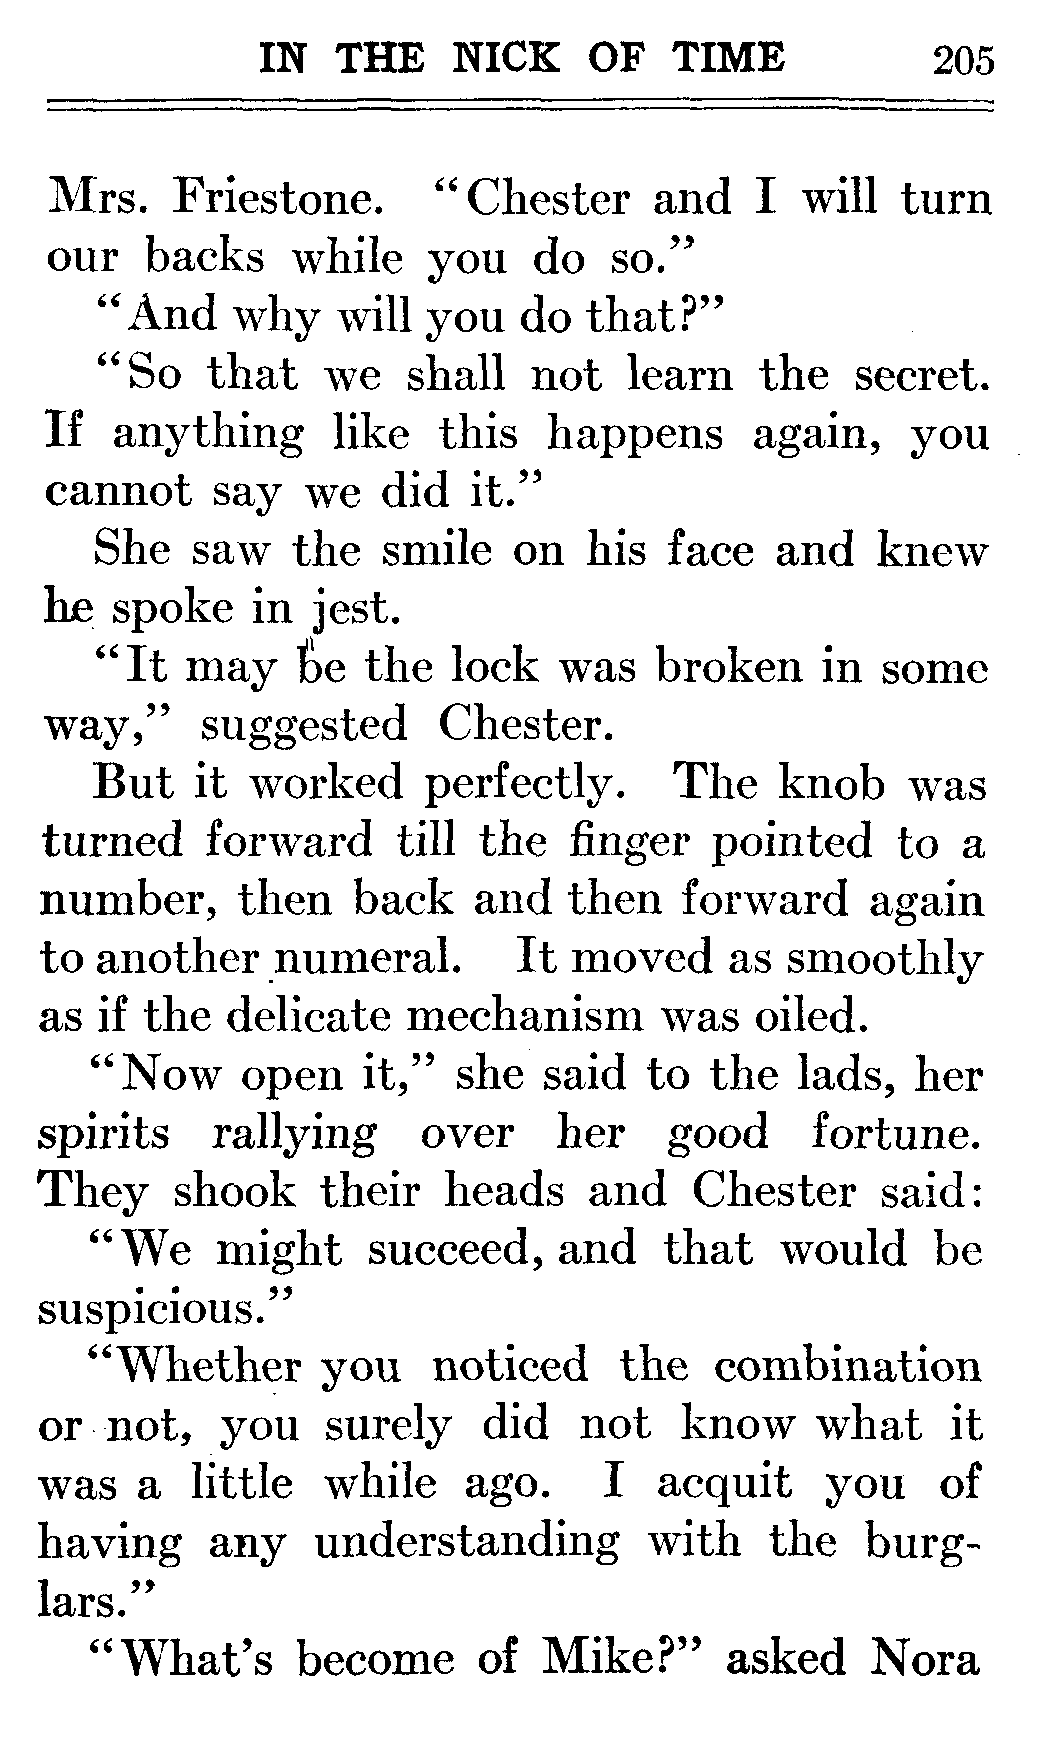 IN THE NICK OF TIME 205
Mrs. Friestone. "Chester and I will turn
our backs while you do so."
"And why will you do that?"
"So that we shall not learn the secret.
If anything like this happens again, you
cannot say we did it."
She saw the smile on his face and knew
he spoke in jest.
"It may be the lock was broken in some
way," suggested Chester.
But it worked perfectly. The knob was
turned forward till the finger pointed to a
number, then back and then forward again
to another numeral. It moved as smoothly
as if the delicate mechanism was oiled.
"Now open it," she said to the lads, her
spirits rallying over her good fortune.
They shook their heads and Chester said:
"We might succeed, and that would be
suspicious."
"Whether you noticed the combination
or not, you surely did not know what it
was a little while ago. I acquit you of
having any understanding with the burg-
lars."
"What's become of Mike?" asked Nora